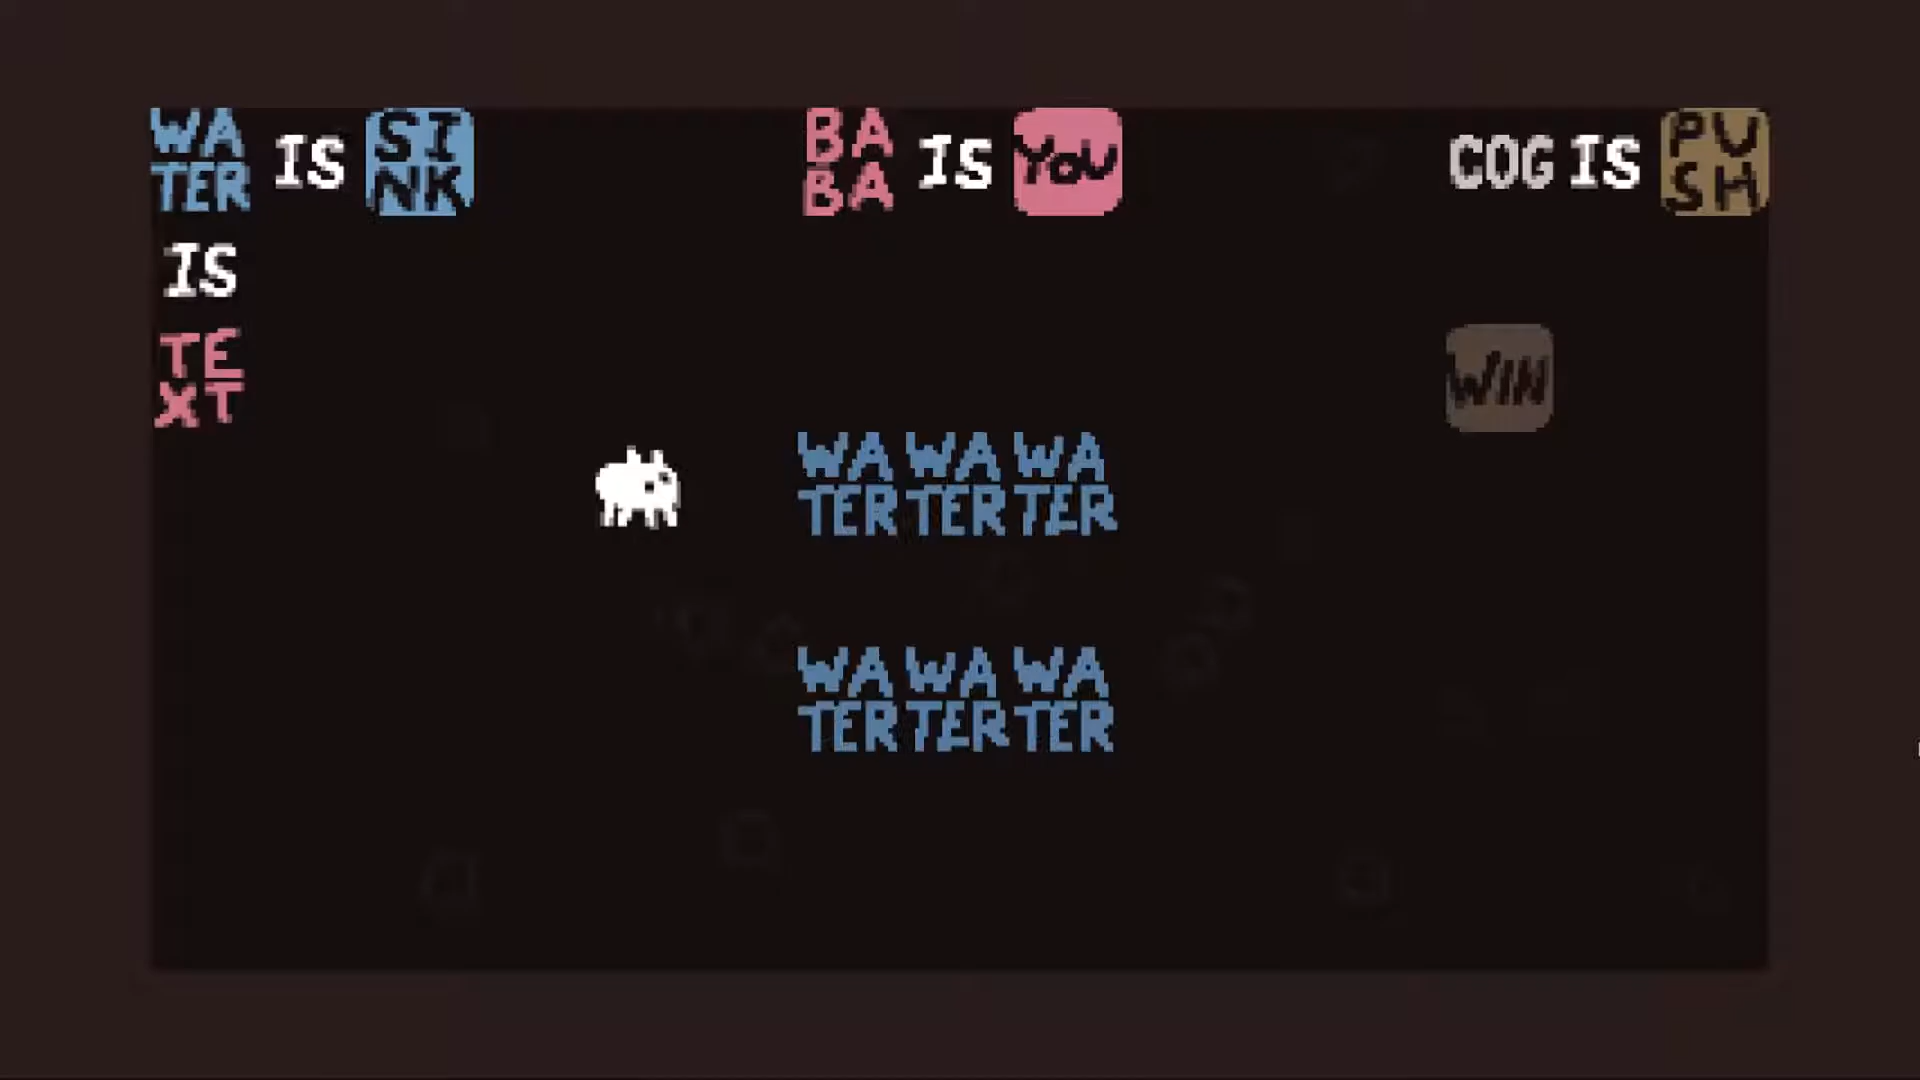 WATER IS SINK BABA IS YOU COG IS PUSH
IS
TEXT WIN
WATER WATER WATER
WATER WATER WATER